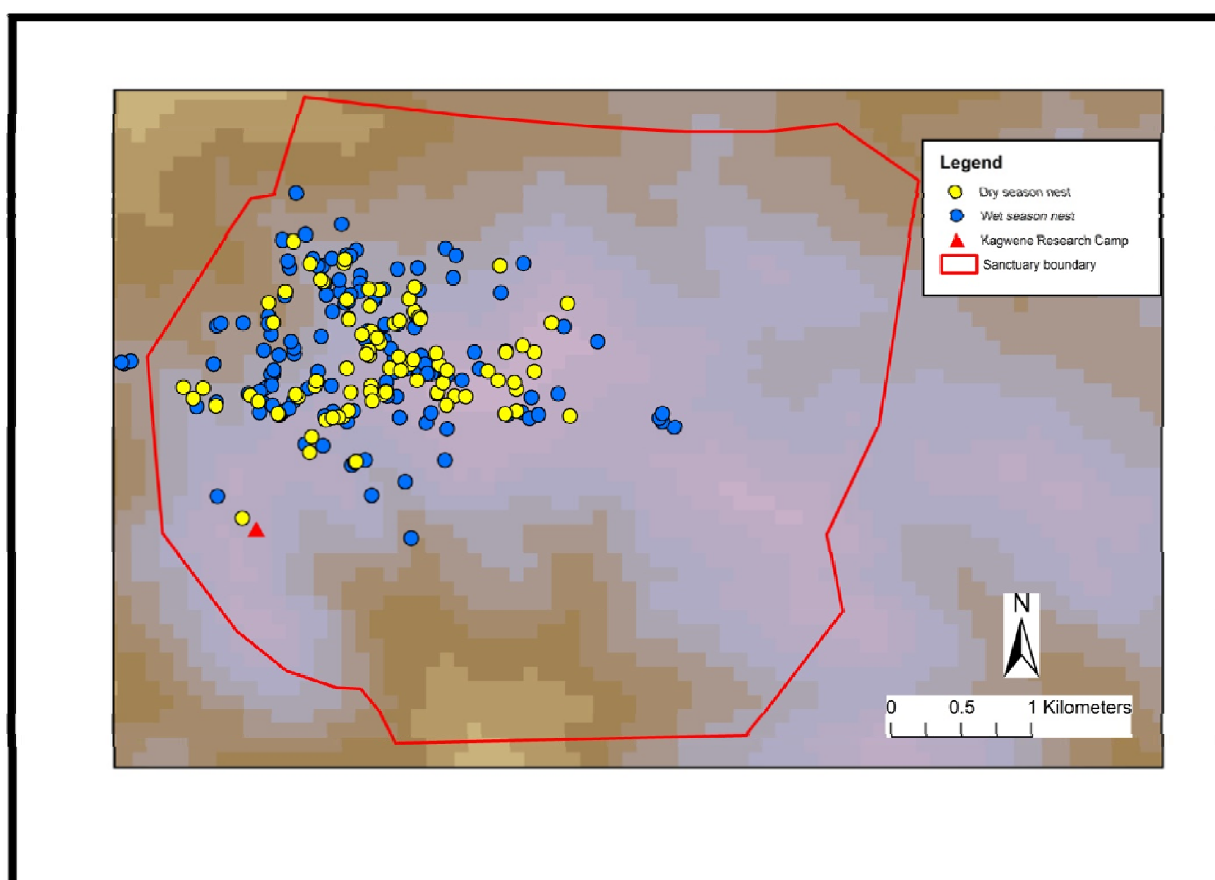 Legend
Dry season nest
Wet season nest
Kagwene Research Camp
Sanctuary boundary
N
0 0.5 1 Kilometers